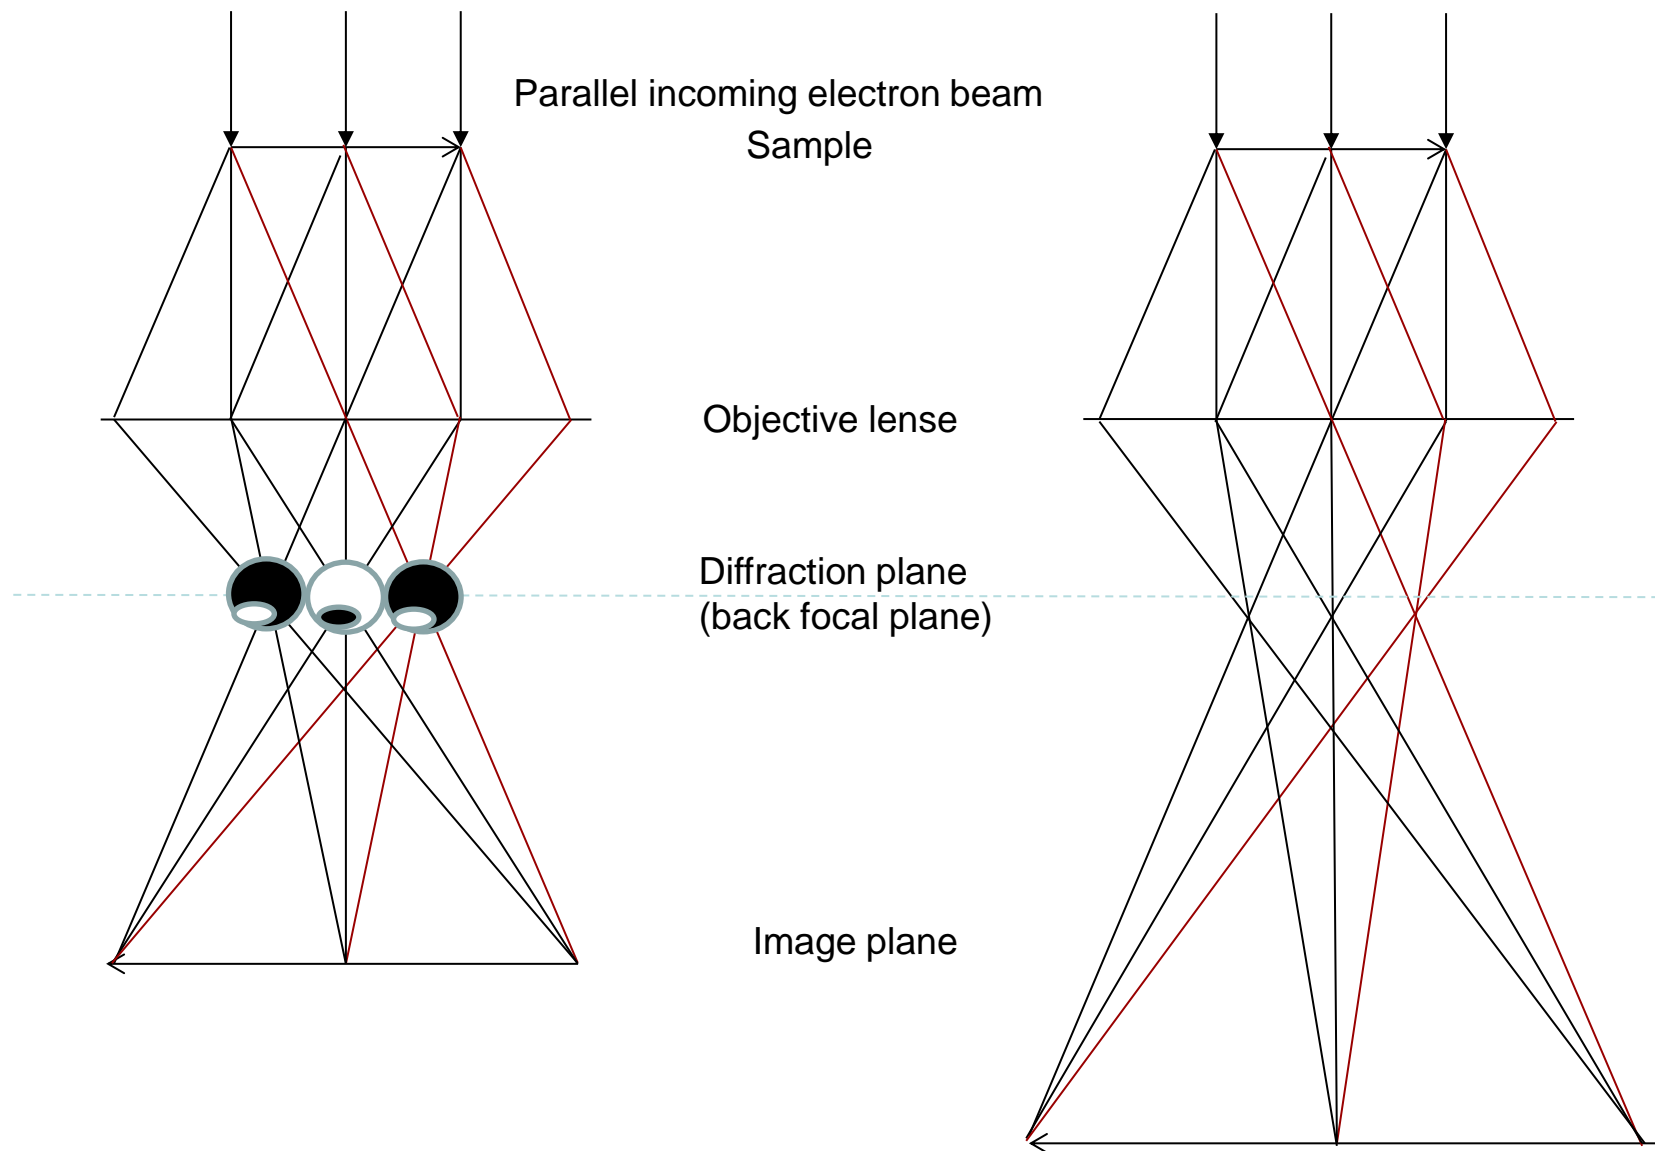 Parallel incoming electron beam
Sample
Objective lense
Diffraction plane
(back focal plane)
Image plane